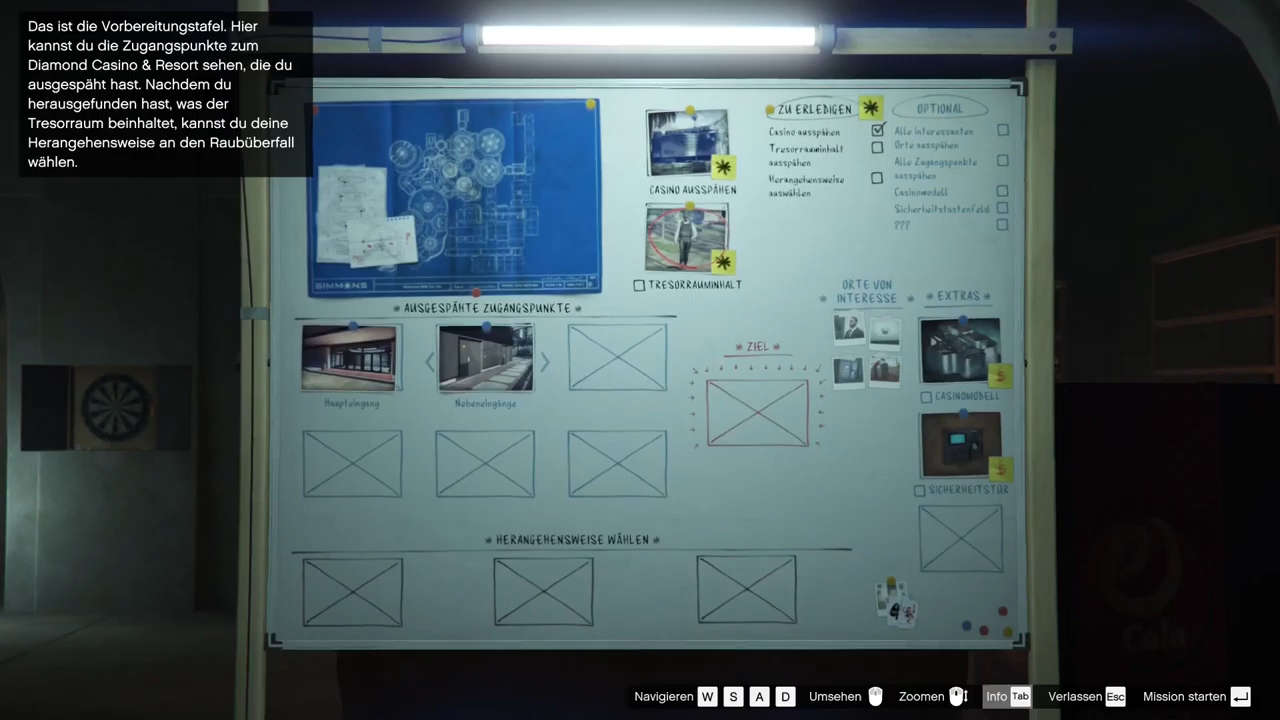 Das ist die Vorbereitungstafel. Hier
kannst du die Zugangspunkte zum
Diamond Casino & Resort sehen, die du
ausgespäht hast. Nachdem du
herausgefunden hast, was der
Tresorraum beinhaltet, kannst du deine
Herangehensweise an den Raubüberfall
wählen.
SIMMONS
CASINO AUSSPÄHEN
TRESORRAUMINHALT
ZU ERLEDIGEN
Casino ausspähen
Tresorrauminhalt
ausspähen
Herangehensweise
auswählen
OPTIONAL
Alle interessanten
Orte ausspähen
Alle Zugangspunkte
ausspähen
Casinomodell
Sicherheitstastenfeld
???
* AUSGESPÄHTE ZUGANGSPUNKTE *
Haupteingang
Nebeneingänge
* ZIEL *
ORTE VON
* INTERESSE *
* EXTRAS *
$
CASINOMODELL
$
SICHERHEITSTÜR
* HERANGEHENSWEISE WÄHLEN *
Cola
Navigieren W S A D Umsehen Zoomen Info Tab Verlassen Esc Mission starten